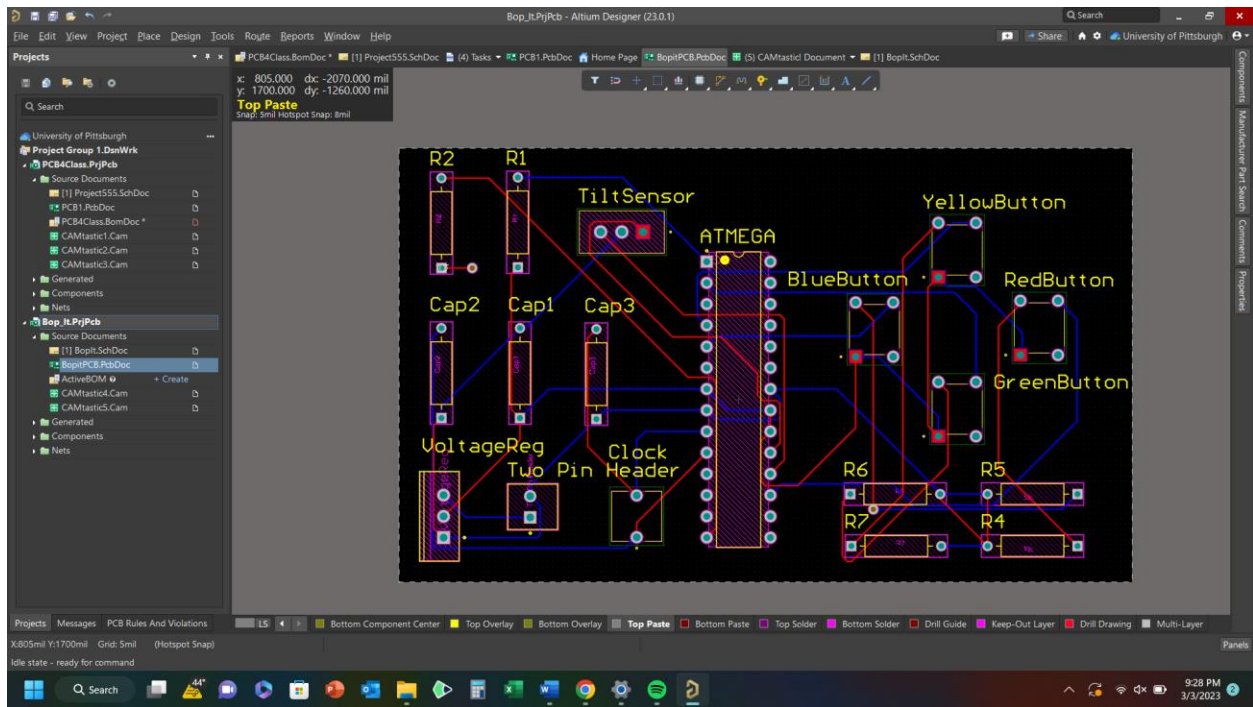 Bop_It.PrjPcb - Altium Designer (23.0.1)
Search
File Edit View Project Place Design Tools Route Reports Window Help
Share
University of Pittsburgh
Projects
PCB4Class.BomDoc *
[1] Project555.SchDoc
(4) Tasks
PCB1.PcbDoc
Home Page
BopitPCB.PcbDoc
(5) CAMtasticl Document
[1] BopIt.SchDoc
x: 805.000 dx: -2070.000 mil
y: 1700.000 dy: -1260.000 mil
Top Paste
Snap: 5mil Hotspot Snap: 8mil
Search
University of Pittsburgh
Project Group 1.DsnWrk
PCB4Class.PrjPcb
Source Documents
[1] Project555.SchDoc
PCB1.PcbDoc
PCB4Class.BomDoc *
CAMtastic1.Cam
CAMtastic2.Cam
CAMtastic3.Cam
Generated
Components
Nets
Bop_It.PrjPcb
Source Documents
[1] BopIt.SchDoc
BopitPCB.PcbDoc
ActiveBOM + Create
CAMtastic4.Cam
CAMtastic5.Cam
Generated
Components
Nets
R2 R1
TiltSensor
YellowButton
ATMEGA
BlueButton RedButton
Cap2 Cap1 Cap3
GreenButton
VoltageReg
Clock
Two Pin Header
R6 R5
R7 R4
Components
Manufacturer Part Search
Comments
Properties
Projects Messages PCB Rules And Violations
LS
Bottom Component Center
Top Overlay
Bottom Overlay
Top Paste
Bottom Paste
Top Solder
Bottom Solder
Drill Guide
Keep-Out Layer
Drill Drawing
Multi-Layer
X:805mil Y:1700mil Grid: 5mil (Hotspot Snap)
Panels
Idle state - ready for command
44°
Search
9:28 PM
3/3/2023
2